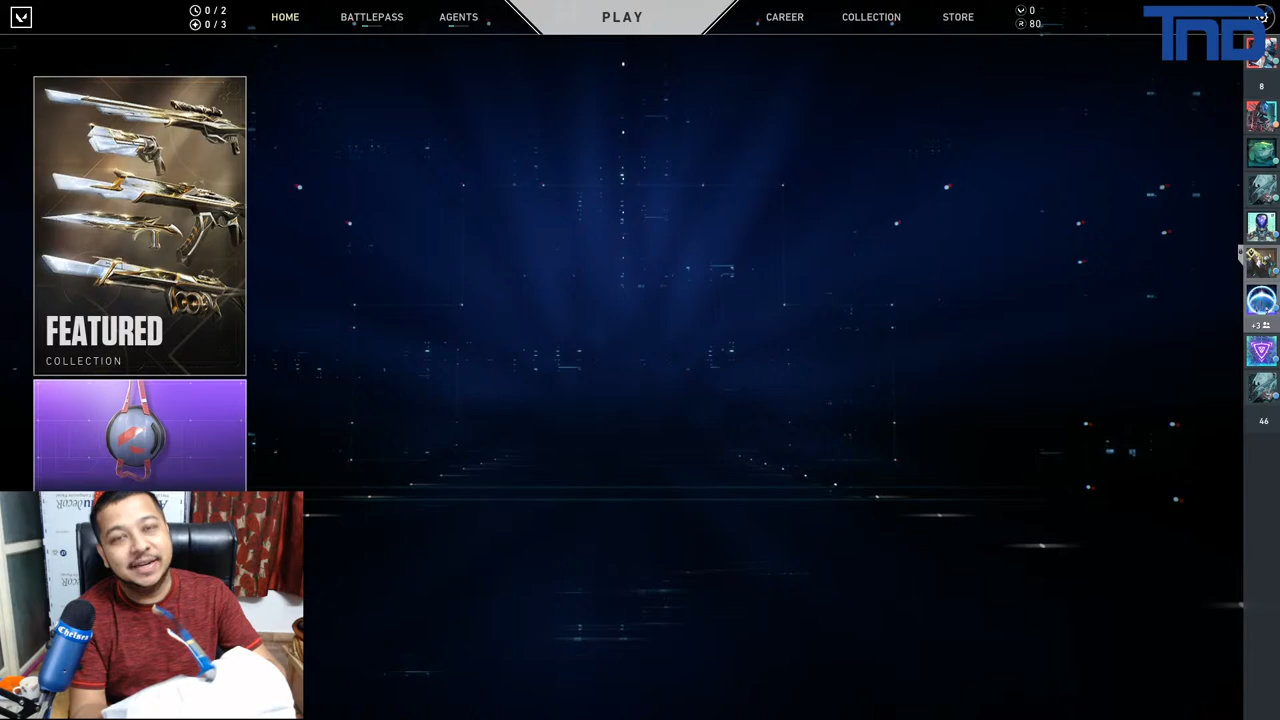 0 / 2
0 / 3
HOME
BATTLEPASS
AGENTS
PLAY
CAREER
COLLECTION
STORE
0
80
TND
8
FEATURED
COLLECTION
+3
46
Chelsea